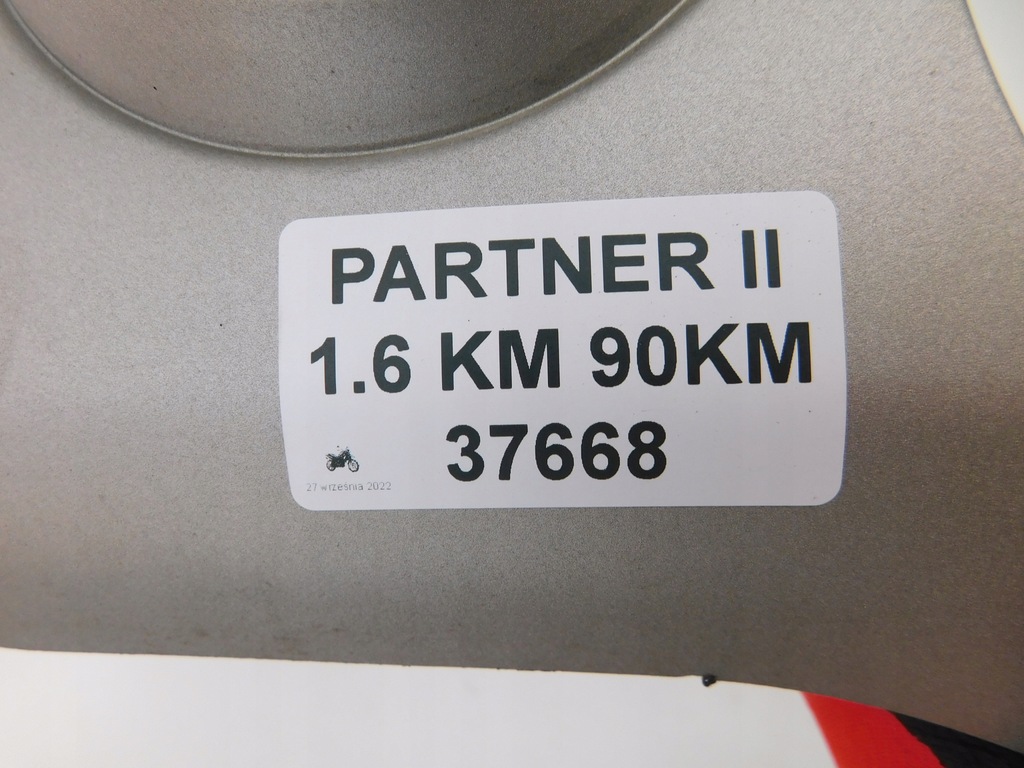 PARTNER II
1.6 KM 90KM
37668
27 września 2022